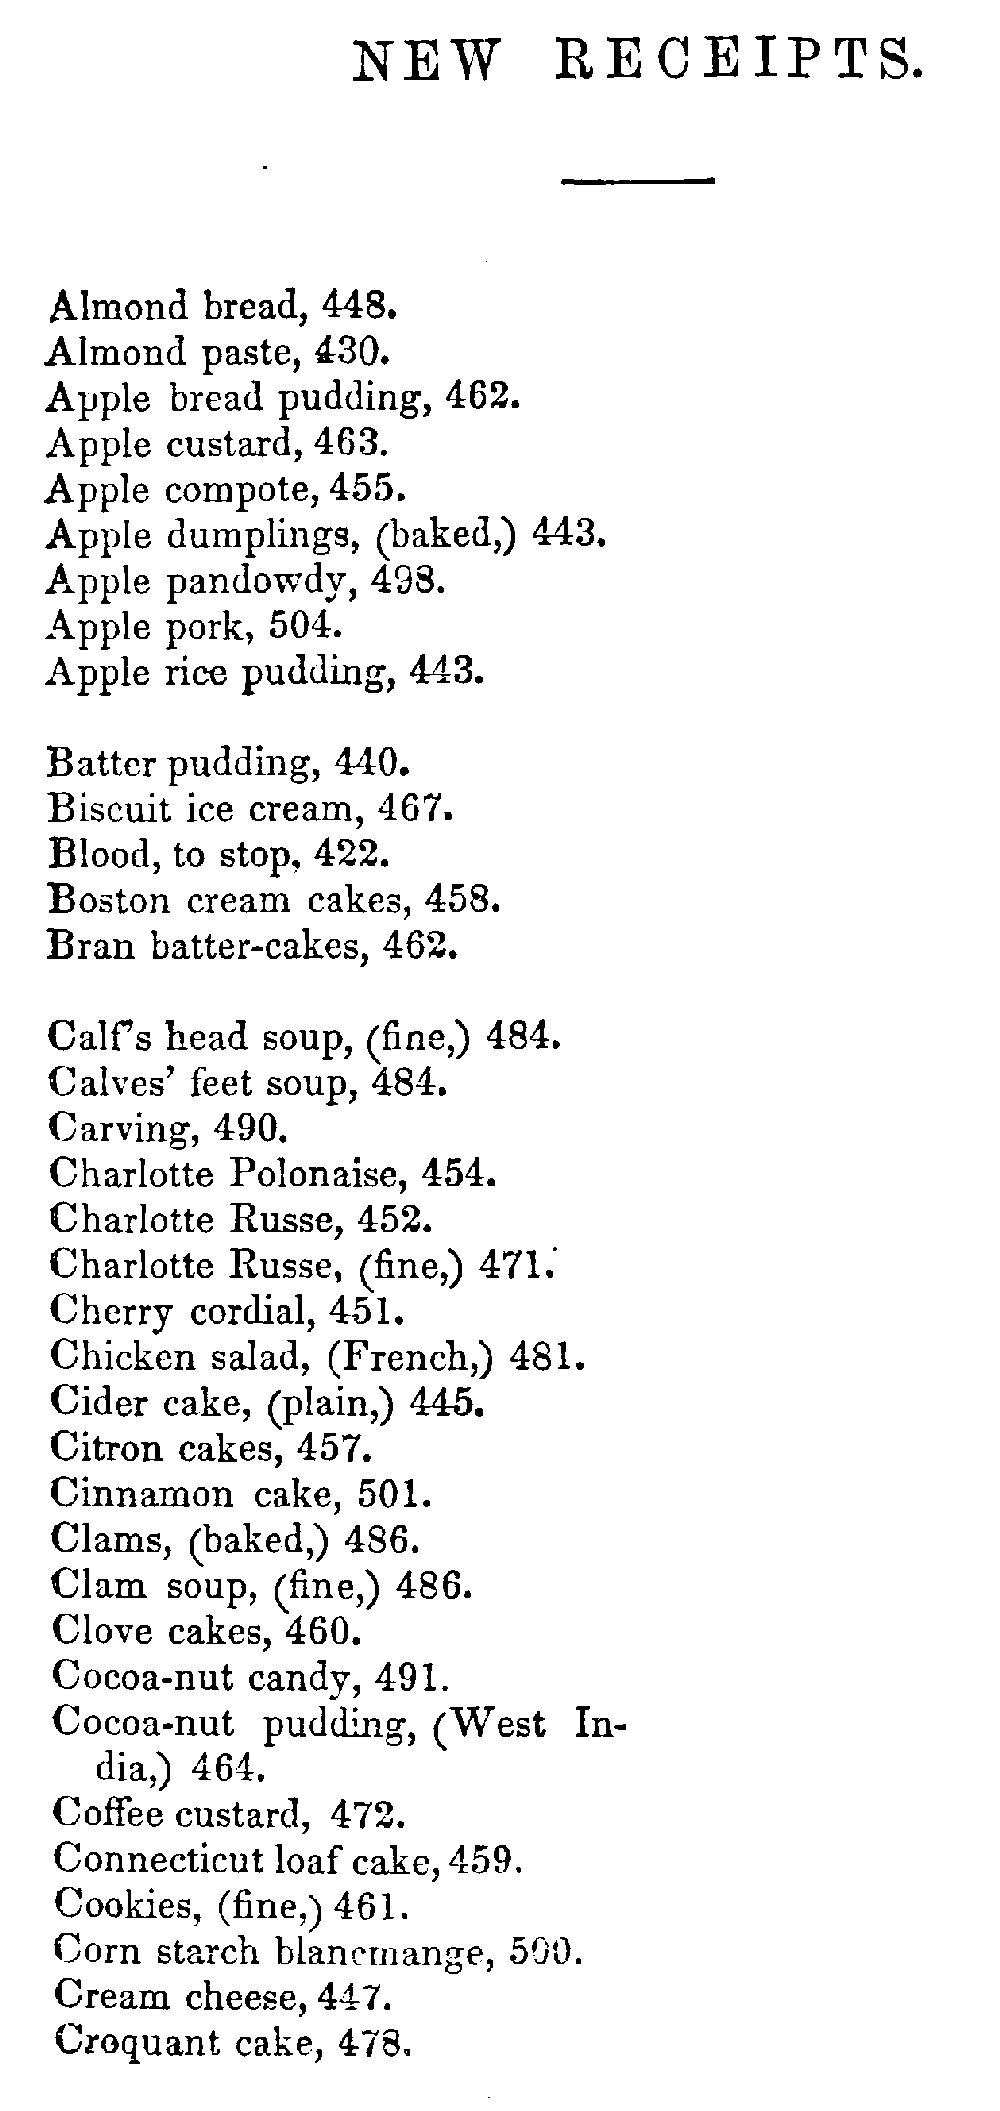 NEW RECEIPTS.
Almond bread, 448.
Almond paste, 430.
Apple bread pudding, 462.
Apple custard, 463.
Apple compote, 455.
Apple dumplings, (baked,) 443.
Apple pandowdy, 498.
Apple pork, 504.
Apple rice pudding, 443.
Batter pudding, 440.
Biscuit ice cream, 467.
Blood, to stop, 422.
Boston cream cakes, 458.
Bran batter-cakes, 462.
Calf's head soup, (fine,) 484.
Calves' feet soup, 484.
Carving, 490.
Charlotte Polonaise, 454.
Charlotte Russe, 452.
Charlotte Russe, (fine,) 471.
Cherry cordial, 451.
Chicken salad, (French,) 481.
Cider cake, (plain,) 445.
Citron cakes, 457.
Cinnamon cake, 501.
Clams, (baked,) 486.
Clam soup, (fine,) 486.
Clove cakes, 460.
Cocoa-nut candy, 491.
Cocoa-nut pudding, (West In-
dia,) 464.
Coffee custard, 472.
Connecticut loaf cake, 459.
Cookies, (fine,) 461.
Corn starch blancmange, 500.
Cream cheese, 447.
Croquant cake, 478.